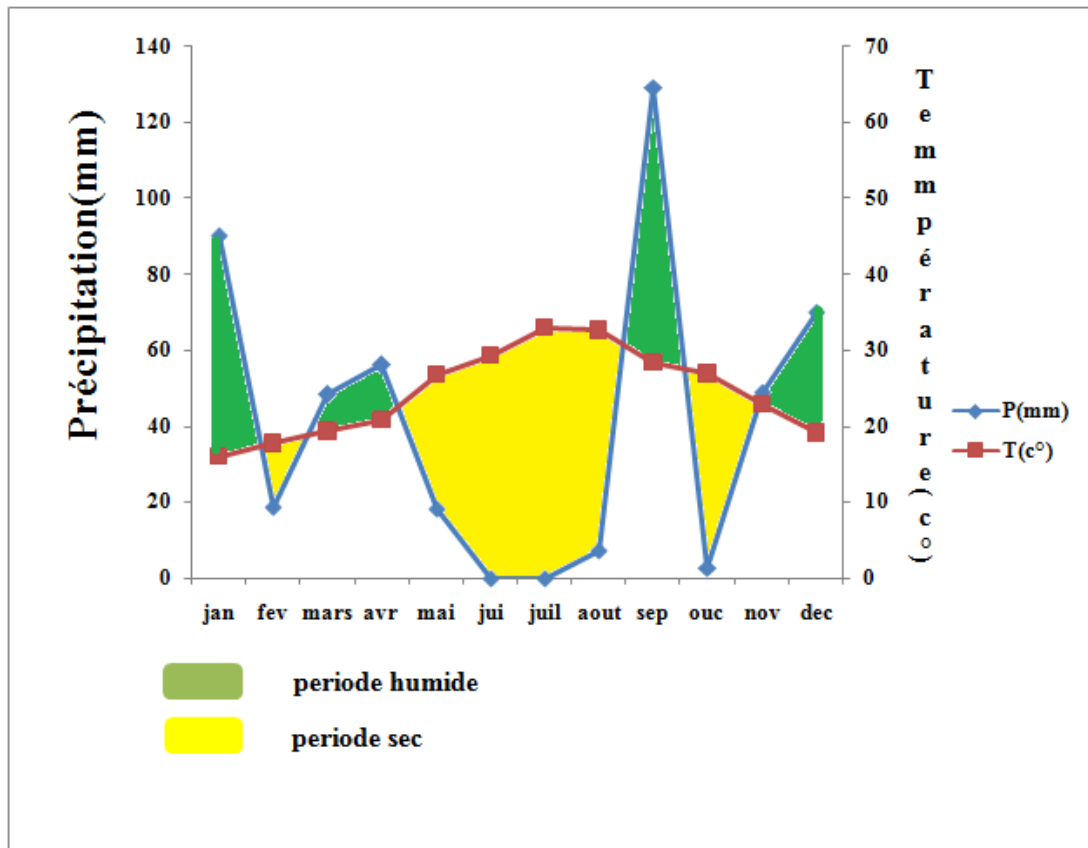 Précipitation(mm)
140
120
100
80
60
40
20
0
70
60
50
40
30
20
10
0
Temmpérature)c°(
jan fev mars avr mai jui juil aout sep ouc nov dec
P(mm)
T(c°)
periode humide
periode sec